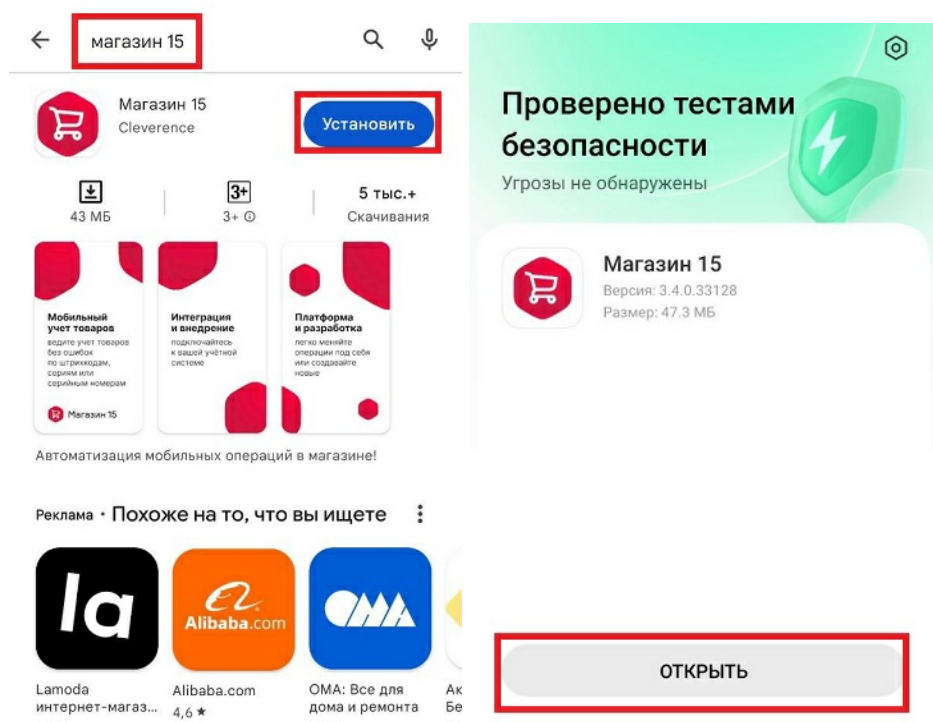 магазин 15
Магазин 15
Cleverence
Установить
43 МБ
3+
3+
5 тыс.+
Скачивания
Мобильный
учет товаров
ведите учет товаров
без ошибок
по штрихкодам,
сериям или
серийным номерам
Магазин 15
Интеграция
и внедрение
подключайтесь
к вашей учётной
системе
Платформа
и разработка
легко меняйте
операции под себя
или создавайте
новые
Автоматизация мобильных операций в магазине!
Реклама · Похоже на то, что вы ищете
la
Alibaba.com
ОМА
Lamoda
интернет-магаз...
Alibaba.com
4,6 ★
ОМА: Все для
дома и ремонта
Ак
Бе
Проверено тестами
безопасности
Угрозы не обнаружены
Магазин 15
Версия: 3.4.0.33128
Размер: 47.3 МБ
ОТКРЫТЬ